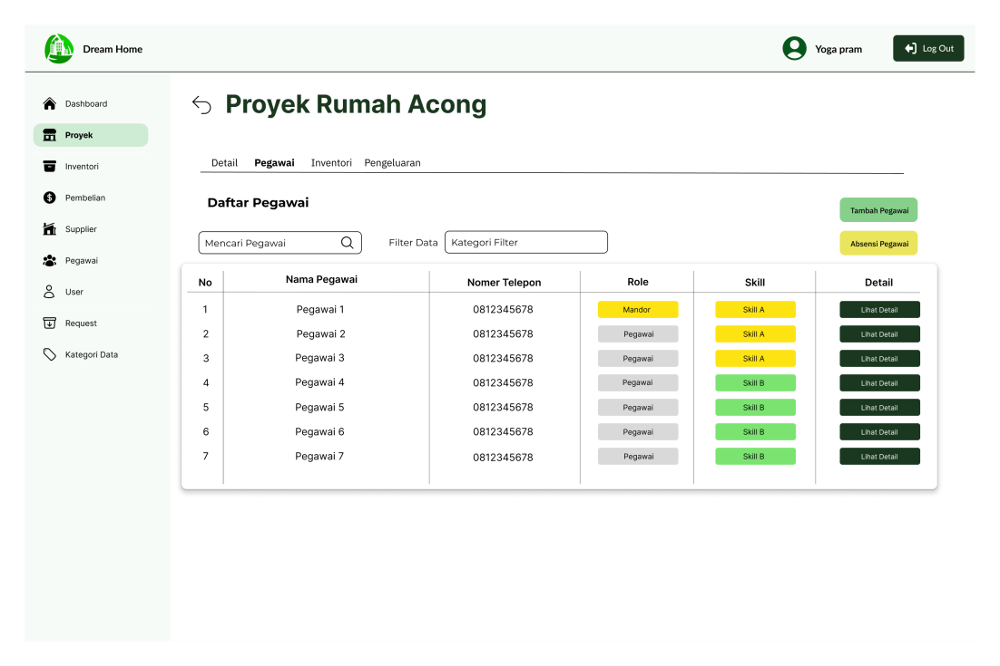 Dream Home
Yoga pram
Log Out
Dashboard
Proyek
Inventori
Pembelian
Supplier
Pegawai
User
Request
Kategori Data
Proyek Rumah Acong
Detail Pegawai Inventori Pengeluaran
Daftar Pegawai
Tambah Pegawai
Mencari Pegawai Filter Data Kategori Filter
Absensi Pegawai
No Nama Pegawai Nomer Telepon Role Skill Detail
1 Pegawai 1 0812345678 Mandor Skill A Lihat Detail
2 Pegawai 2 0812345678 Pegawai Skill A Lihat Detail
3 Pegawai 3 0812345678 Pegawai Skill A Lihat Detail
4 Pegawai 4 0812345678 Pegawai Skill B Lihat Detail
5 Pegawai 5 0812345678 Pegawai Skill B Lihat Detail
6 Pegawai 6 0812345678 Pegawai Skill B Lihat Detail
7 Pegawai 7 0812345678 Pegawai Skill B Lihat Detail